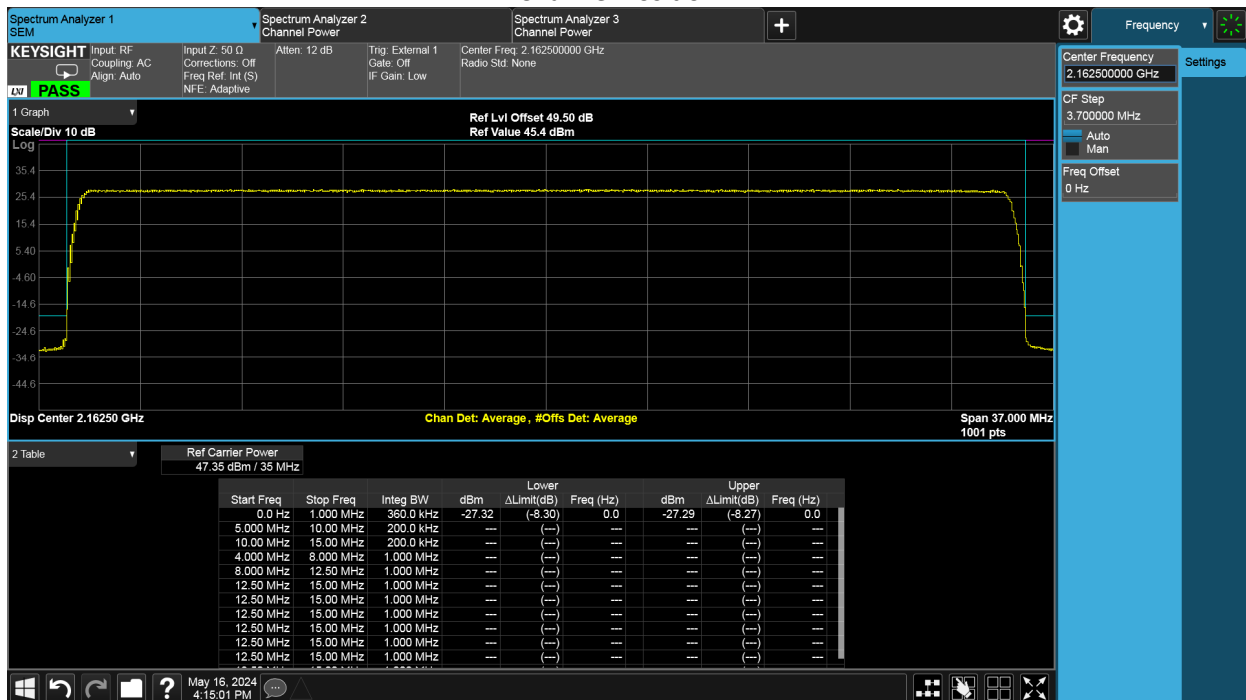 Spectrum Analyzer 1
SEM
Spectrum Analyzer 2
Channel Power
Spectrum Analyzer 3
Channel Power
Frequency
KEYSIGHT
LXI
PASS
Input: RF
Coupling: AC
Align: Auto
Input Z: 50 Ω
Corrections: Off
Freq Ref: Int (S)
NFE: Adaptive
Atten: 12 dB
Trig: External 1
Gate: Off
IF Gain: Low
Center Freq: 2.162500000 GHz
Radio Std: None
Center Frequency
2.162500000 GHz
Settings
CF Step
3.700000 MHz
Auto
Man
Freq Offset
0 Hz
1 Graph
Scale/Div 10 dB
Ref Lvl Offset 49.50 dB
Ref Value 45.4 dBm
Log
35.4
25.4
15.4
5.40
-4.60
-14.6
-24.6
-34.6
-44.6
Disp Center 2.16250 GHz
Chan Det: Average, #Offs Det: Average
Span 37.000 MHz
1001 pts
2 Table
Ref Carrier Power
47.35 dBm / 35 MHz
Lower Upper
Start Freq Stop Freq Integ BW dBm ΔLimit(dB) Freq (Hz) dBm ΔLimit(dB) Freq (Hz)
0.0 Hz 1.000 MHz 360.0 kHz -27.32 (-8.30) 0.0 -27.29 (-8.27) 0.0
5.000 MHz 10.00 MHz 200.0 kHz --- (---) --- --- (---) ---
10.00 MHz 15.00 MHz 200.0 kHz --- (---) --- --- (---) ---
4.000 MHz 8.000 MHz 1.000 MHz --- (---) --- --- (---) ---
8.000 MHz 12.50 MHz 1.000 MHz --- (---) --- --- (---) ---
12.50 MHz 15.00 MHz 1.000 MHz --- (---) --- --- (---) ---
12.50 MHz 15.00 MHz 1.000 MHz --- (---) --- --- (---) ---
12.50 MHz 15.00 MHz 1.000 MHz --- (---) --- --- (---) ---
12.50 MHz 15.00 MHz 1.000 MHz --- (---) --- --- (---) ---
12.50 MHz 15.00 MHz 1.000 MHz --- (---) --- --- (---) ---
12.50 MHz 15.00 MHz 1.000 MHz --- (---) --- --- (---) ---
May 16, 2024
4:15:01 PM